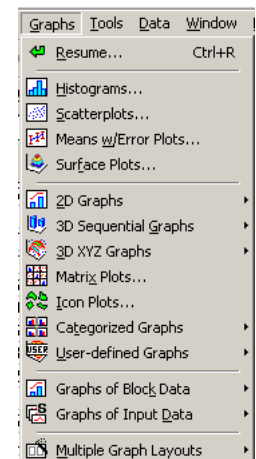 Graphs Tools Data Window
Resume... Ctrl+R
Histograms...
Scatterplots...
Means w/Error Plots...
Surface Plots...
2D Graphs
3D Sequential Graphs
3D XYZ Graphs
Matrix Plots...
Icon Plots...
Categorized Graphs
USER User-defined Graphs
Graphs of Block Data
Graphs of Input Data
Multiple Graph Layouts